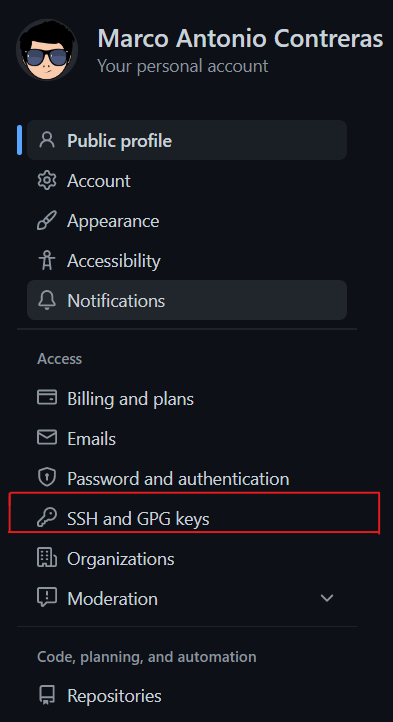 Marco Antonio Contreras
Your personal account
Public profile
Account
Appearance
Accessibility
Notifications
Access
Billing and plans
Emails
Password and authentication
SSH and GPG keys
Organizations
Moderation
Code, planning, and automation
Repositories